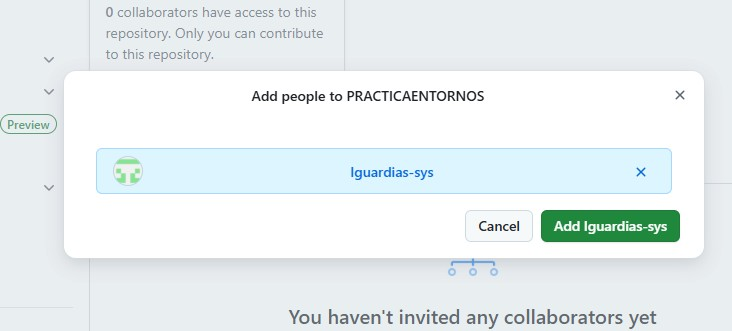 0 collaborators have access to this
repository. Only you can contribute
to this repository.
Preview
Add people to PRACTICAENTORNOS
lguardias-sys
Cancel
Add lguardias-sys
You haven't invited any collaborators yet